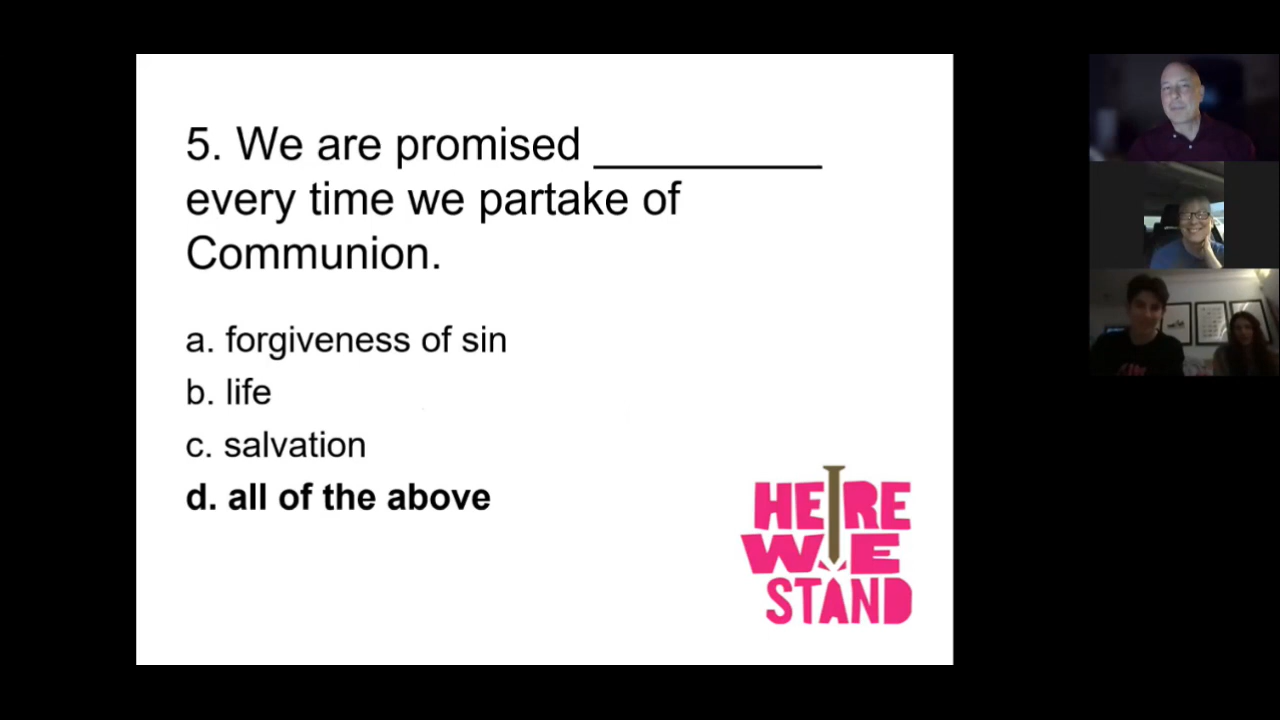 5. We are promised __________
every time we partake of
Communion.
a. forgiveness of sin
b. life
c. salvation
d. all of the above
HERE
WE
STAND